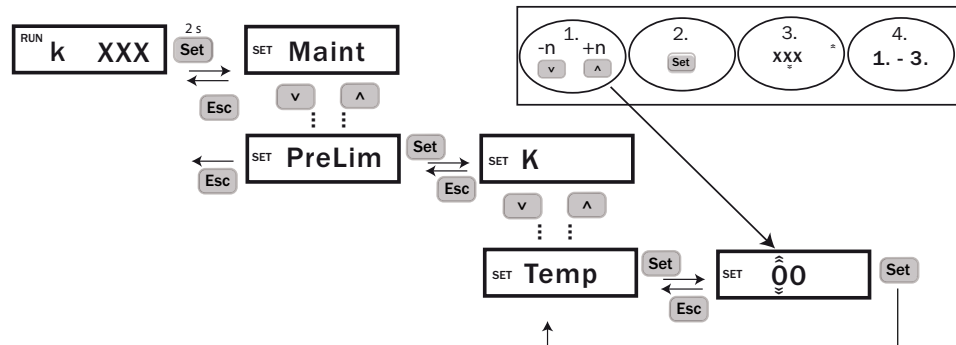 RUN k XXX
2 s
Set
Esc
SET Maint
v ʌ
SET PreLim
Esc
Set
Esc
SET K
v ʌ
SET Temp
Set
Esc
SET 00
Set
1.
-n +n
v ʌ
2.
Set
3.
xxx
4.
1. - 3.